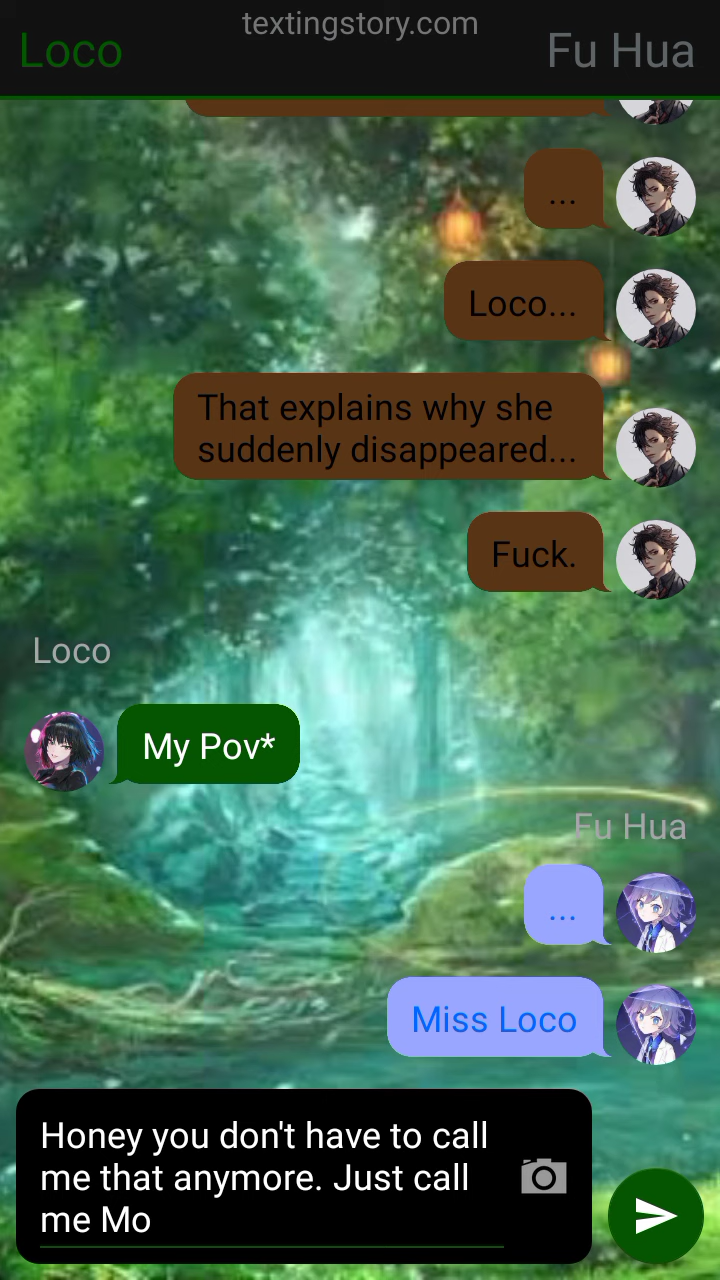 textingstory.com
Loco
Fu Hua
...
Loco...
That explains why she
suddenly disappeared...
Fuck.
Loco
My Pov*
Fu Hua
...
Miss Loco
Honey you don't have to call
me that anymore. Just call
me Mo